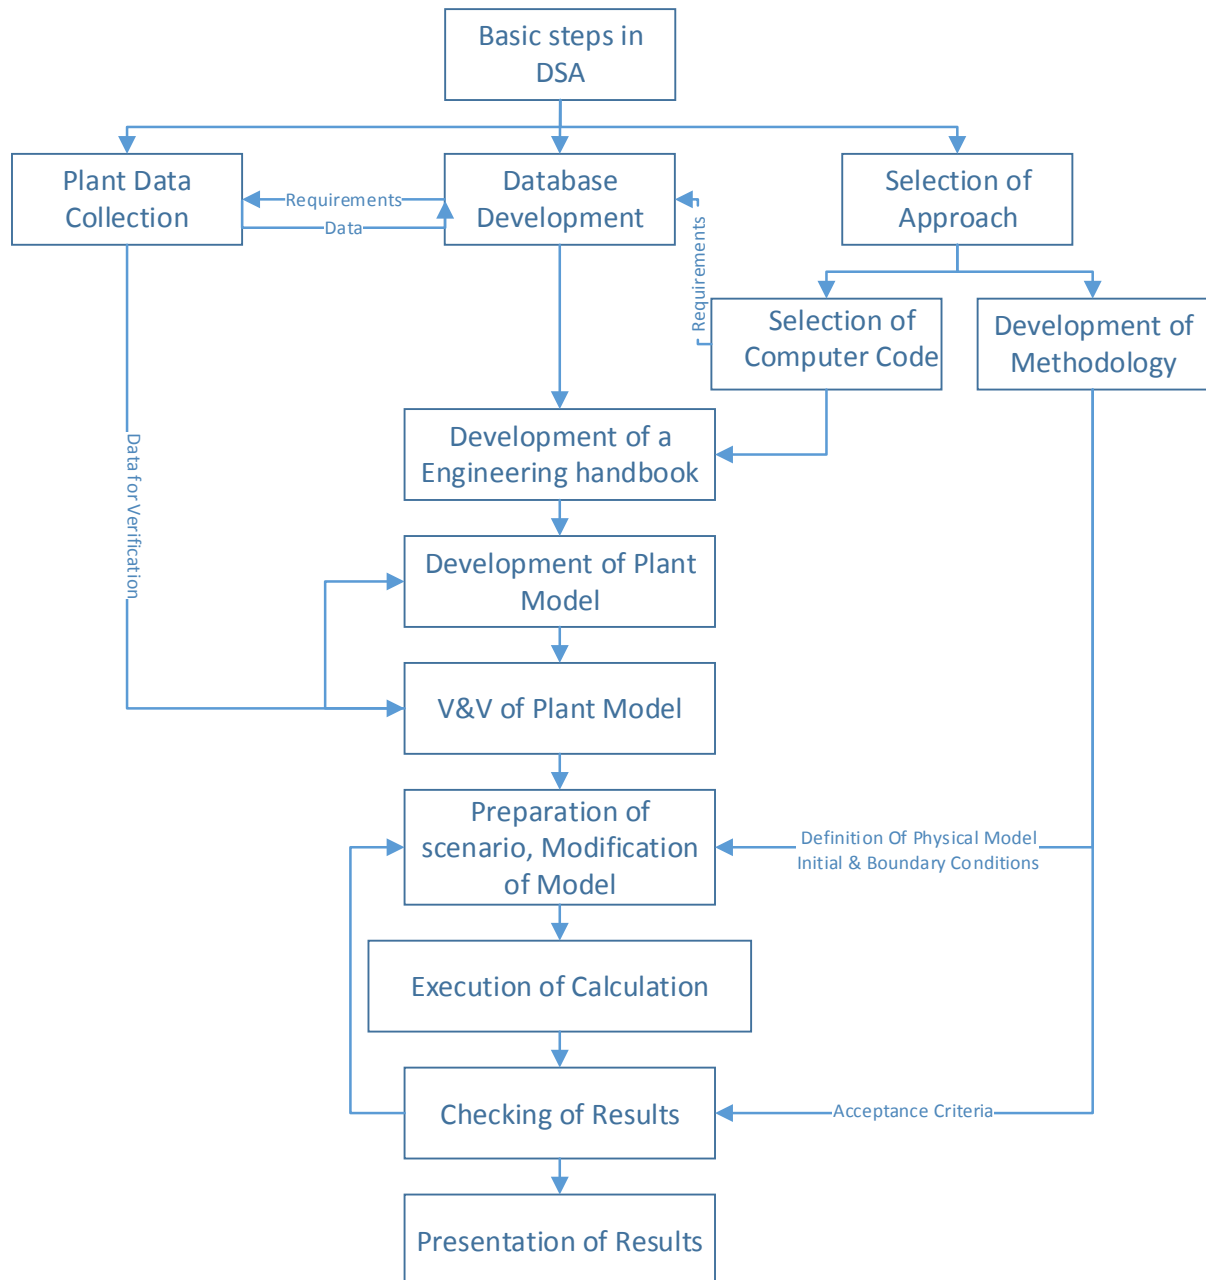 Basic steps in
DSA
Plant Data
Collection
Requirements
Data
Database
Development
Selection of
Approach
Requirements
Selection of
Computer Code
Development of
Methodology
Data for Verification
Development of a
Engineering handbook
Development of Plant
Model
V&V of Plant Model
Preparation of
scenario, Modification
of Model
Definition Of Physical Model
Initial & Boundary Conditions
Execution of Calculation
Checking of Results
Acceptance Criteria
Presentation of Results